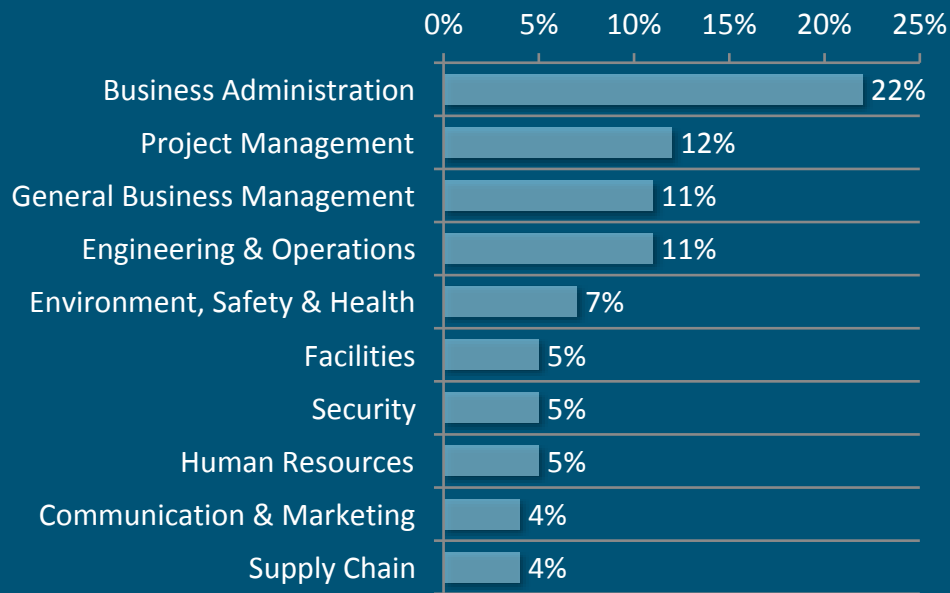 0% 5% 10% 15% 20% 25%
Business Administration 22%
Project Management 12%
General Business Management 11%
Engineering & Operations 11%
Environment, Safety & Health 7%
Facilities 5%
Security 5%
Human Resources 5%
Communication & Marketing 4%
Supply Chain 4%